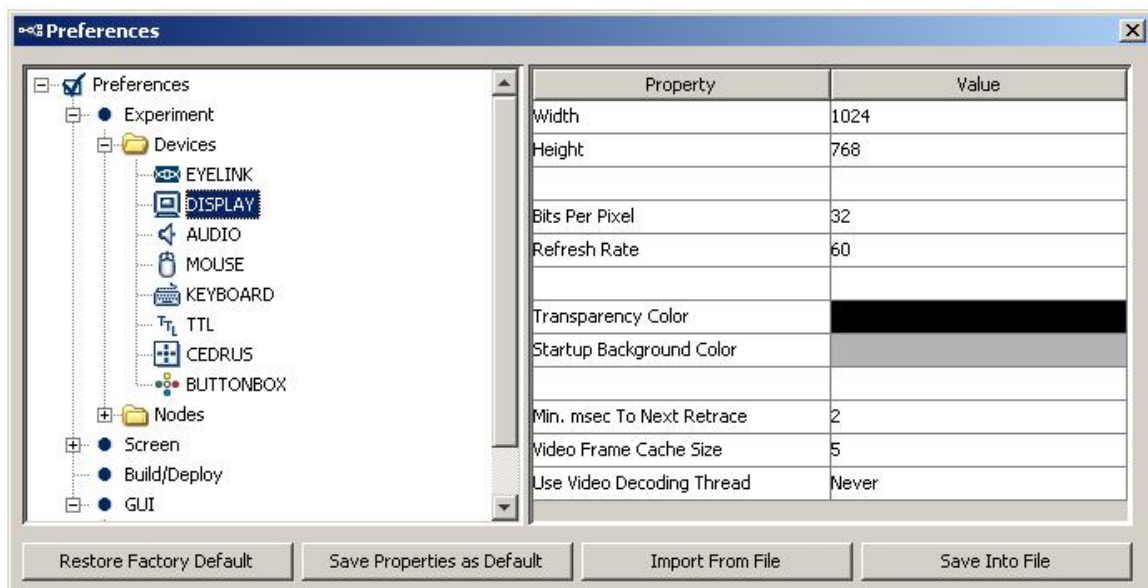 Preferences
Preferences
Experiment
Devices
EYELINK
DISPLAY
AUDIO
MOUSE
KEYBOARD
TTL TTL
CEDRUS
BUTTONBOX
Nodes
Screen
Build/Deploy
GUI
Property Value
Width 1024
Height 768
Bits Per Pixel 32
Refresh Rate 60
Transparency Color
Startup Background Color
Min. msec To Next Retrace 2
Video Frame Cache Size 5
Use Video Decoding Thread Never
Restore Factory Default Save Properties as Default Import From File Save Into File